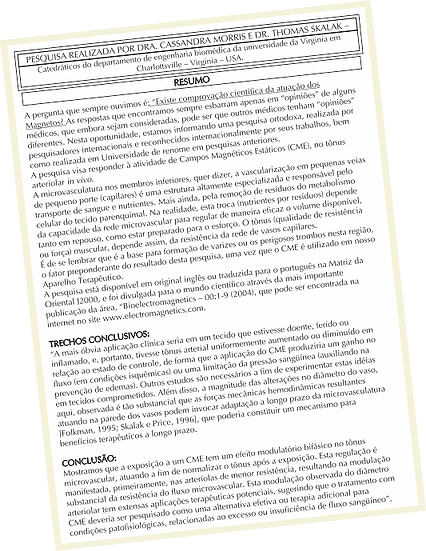 PESQUISA REALIZADA POR DRA. CASSANDRA MORRIS E DR. THOMAS SKALAK –
Catedráticos do departamento de engenharia biomédica da universidade da Virginia em
Charlottsville – Virginia – USA.
RESUMO
A pergunta que sempre ouvimos é: "Existe comprovação científica da atuação dos
Magnetos? As respostas que encontramos sempre esbarram apenas em "opiniões" de alguns
médicos, que embora sejam consideradas, pode ser que outros médicos tenham "opiniões"
diferentes. Nesta oportunidade, estamos informando uma pesquisa ortodoxa, realizada por
pesquisadores internacionais e reconhecidos internacionalmente por seus trabalhos, bem
como realizada em Universidade de renome em pesquisas anteriores.
A pesquisa visa responder à atividade de Campos Magnéticos Estáticos (CME), no tônus
arteriolar in vivo.
A microvasculatura nos membros inferiores, quer dizer, a vascularização em pequenas veias
de pequeno porte (capilares) é uma estrutura altamente especializada e responsável pelo
transporte de sangue e nutrientes. Mais ainda, pela remoção de resíduos do metabolismo
celular do tecido parenquimal. Na realidade, esta troca (nutrientes por resíduos) depende
da capacidade da rede microvascular para regular de maneira eficaz o volume disponível,
tanto em repouso, como estar preparado para o esforço. O tônus (qualidade de resistência
ou força) muscular, depende assim, da resistência da rede de vasos capilares.
É de se lembrar que é a base para formação de varizes ou os perigosos trombos nesta região,
o fator preponderante do resultado desta pesquisa, uma vez que o CME é utilizado em nosso
Aparelho Terapêutico.
A pesquisa está disponível em original inglês ou traduzida o português na Matriz da
Oriental J2000, e foi divulgada para o mundo científico através da mais importante
publicação da área, "Bioelectromagnetics – 00:1-9 (2004), que pode ser encontrada na
internet no site www.electromagnetics.com.
TRECHOS CONCLUSIVOS:
"A mais óbvia aplicação clínica seria em um tecido que estivesse doente, ferido ou
inflamado, e, portanto, tivesse tônus arterial uniformemente aumentado ou diminuído em
relação ao estado de controle, de forma que a aplicação do CME produziria um ganho no
fluxo (em condições isquêmicas) ou uma limitação da pressão sangüínea (auxiliando na
prevenção de edemas). Outros estudos são necessários a fim de experimentar estas idéias
em tecidos comprometidos. Além disso, a magnitude das alterações no diâmetro do vaso,
aqui, observada é tão substancial que as forças mecânicas hemodinâmicas resultantes
atuando na parede dos vasos podem invocar adaptação a longo prazo da microvasculatura
[Folkman, 1995; Skalak e Price, 1996], que poderia constituir um mecanismo para
benefícios terapêuticos a longo prazo.
CONCLUSÃO:
Mostramos que a exposição a um CME tem um efeito modulatório bifásico no tônus
microvascular, atuando a fim de normalizar o tônus após a exposição. Esta regulação é
manifestada, primeiramente, nas arteríolas de menor resistência, resultando na modulação
substancial da resistência do fluxo microvascular. Esta modulação observada do diâmetro
arteriolar tem extensas aplicações terapêuticas potenciais, sugerindo que o tratamento com
CME deveria ser pesquisado como uma alternativa efetiva ou terapia adicional para
condições patofisiológicas, relacionadas ao excesso ou insuficiência de fluxo sangüíneo",